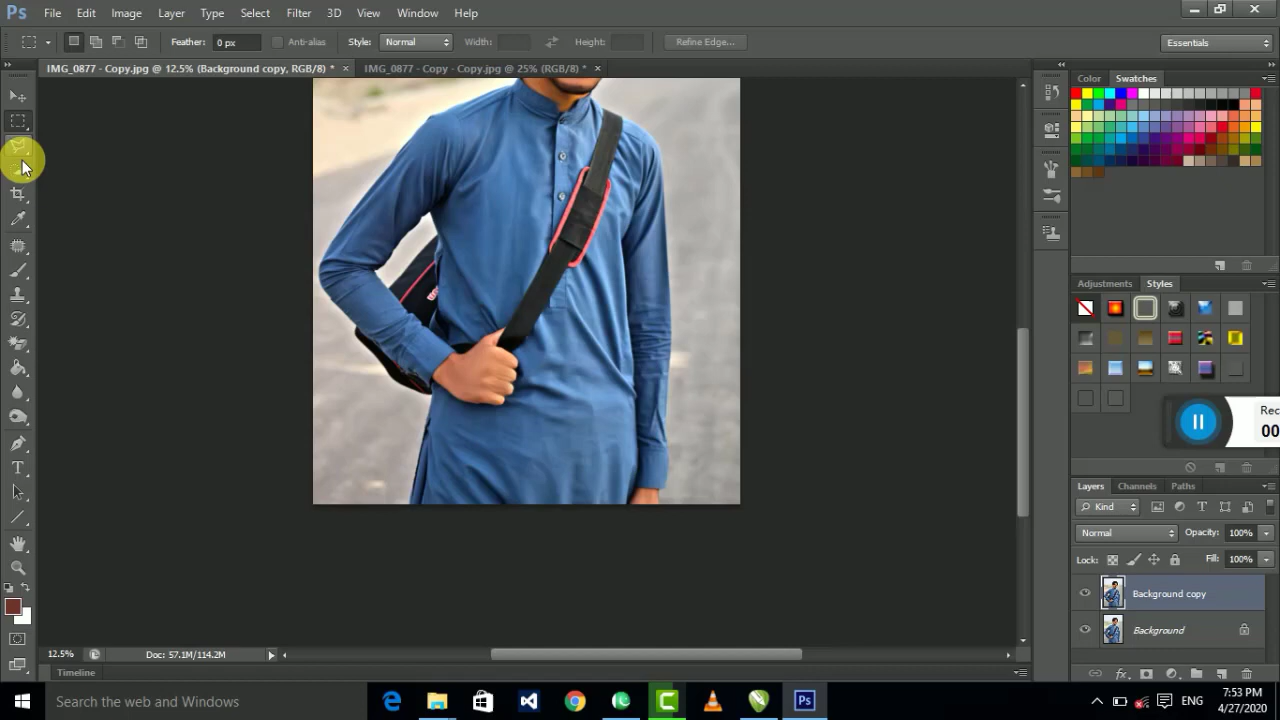 Ps File Edit Image Layer Type Select Filter 3D View Window Help
Feather: 0 px Anti-alias Style: Normal Width: Height: Refine Edge... Essentials
IMG_0877 - Copy.jpg @ 12.5% (Background copy, RGB/8) * × IMG_0877 - Copy - Copy.jpg @ 25% (RGB/8) * ×
Color Swatches
Adjustments Styles
Rec
00
Layers Channels Paths
Kind
Normal Opacity: 100%
Lock: Fill: 100%
Background copy
Background
12.5% Doc: 57.1M/114.2M
Timeline
Search the web and Windows
ENG
7:53 PM
4/27/2020